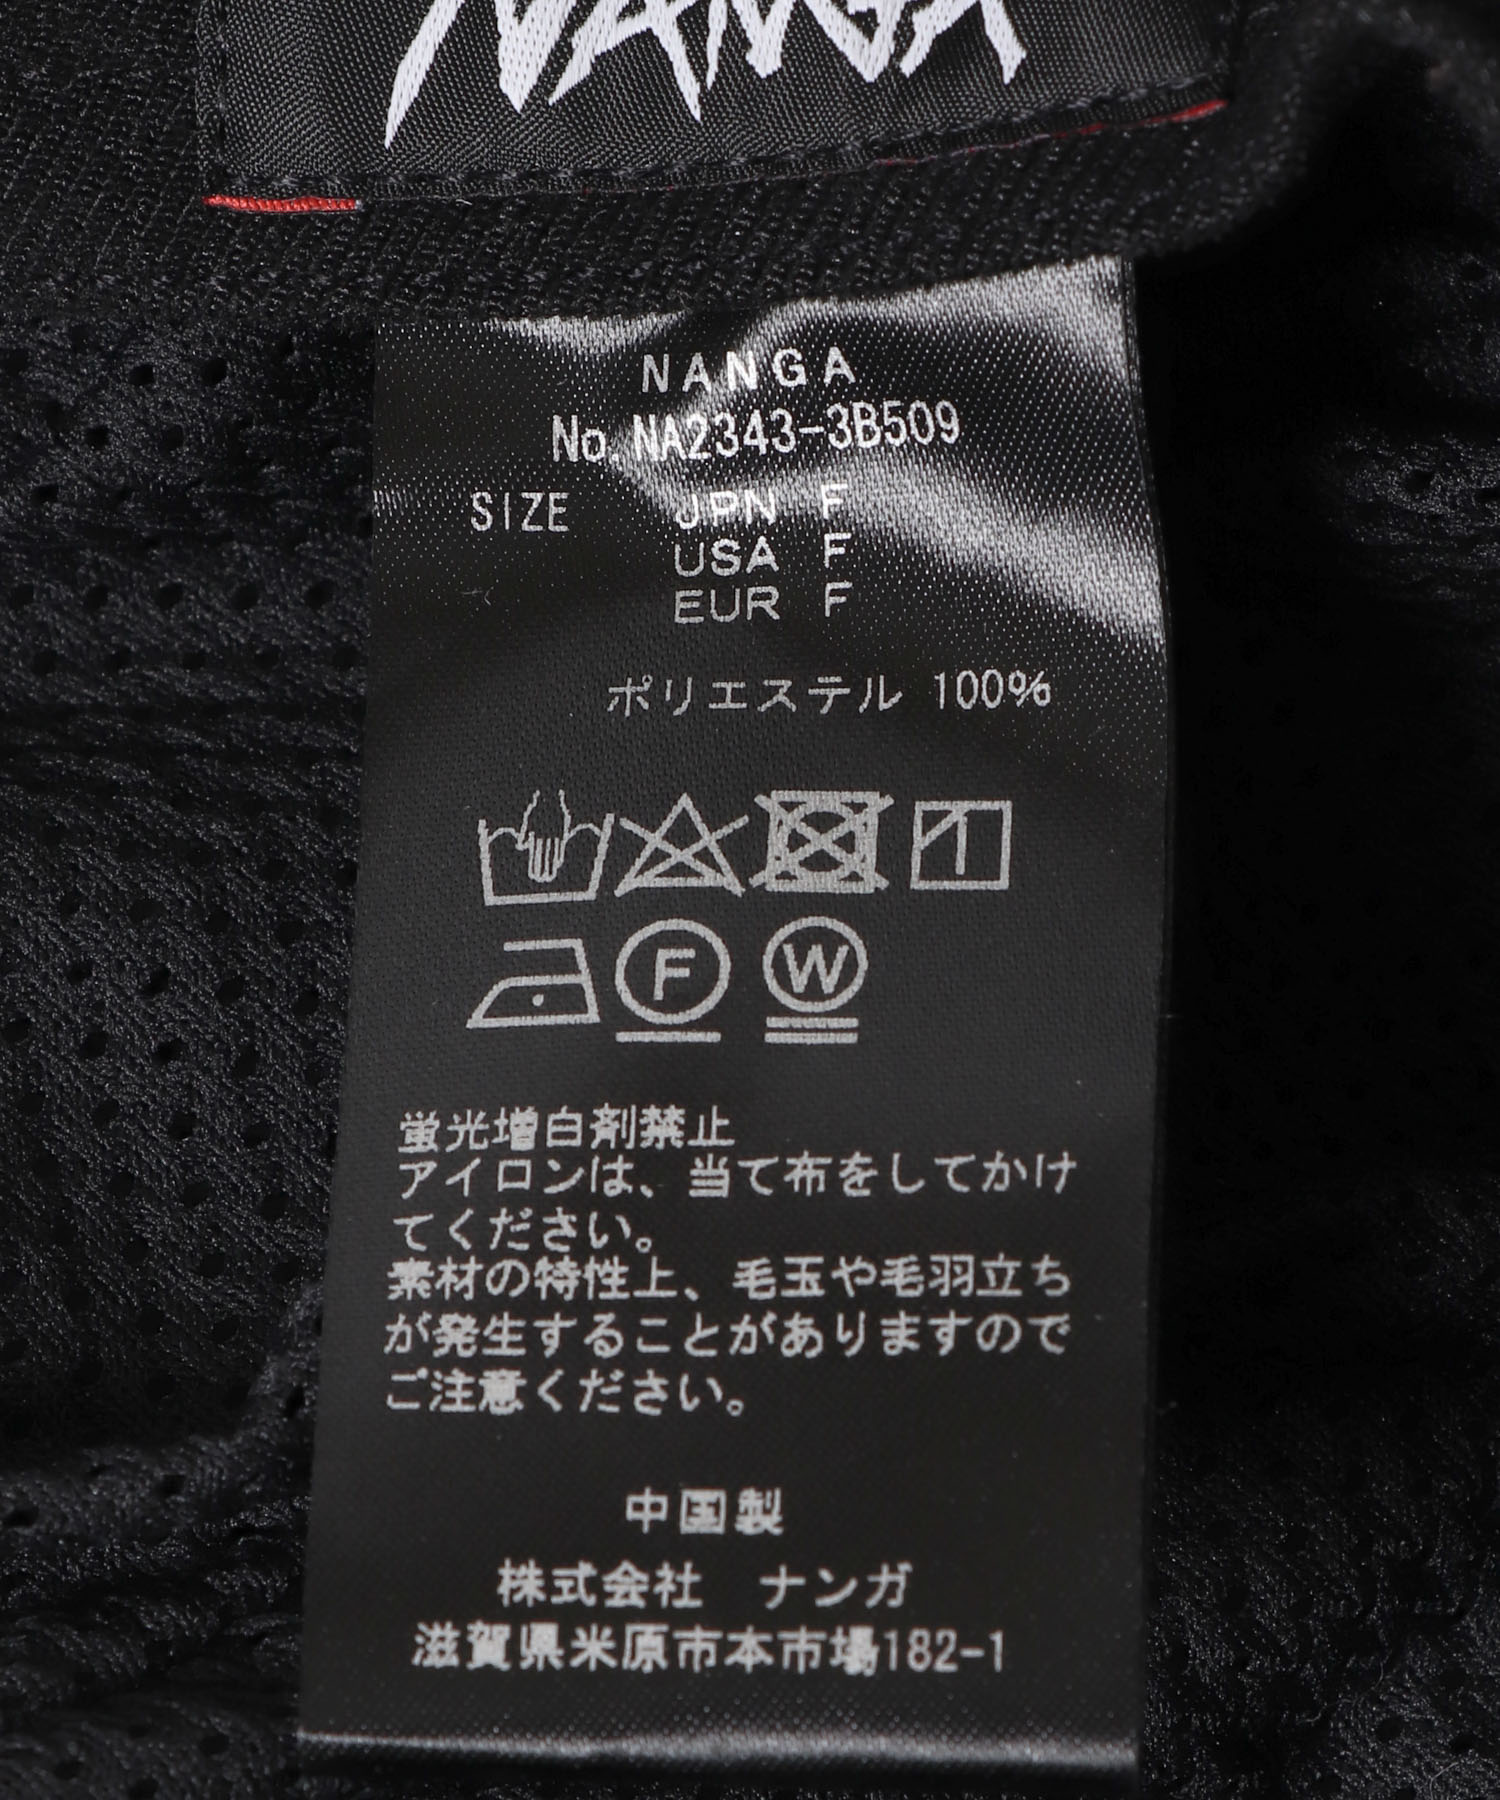 NANGA
NANGA
No. NA2343-3B509
SIZE JPN F
USA F
EUR F
ポリエステル 100%
F W
蛍光増白剤禁止
アイロンは、当て布をしてかけ
てください。
素材の特性上、毛玉や毛羽立ち
が発生することがありますので
ご注意ください。
中国製
株式会社 ナンガ
滋賀県米原市本市場182-1